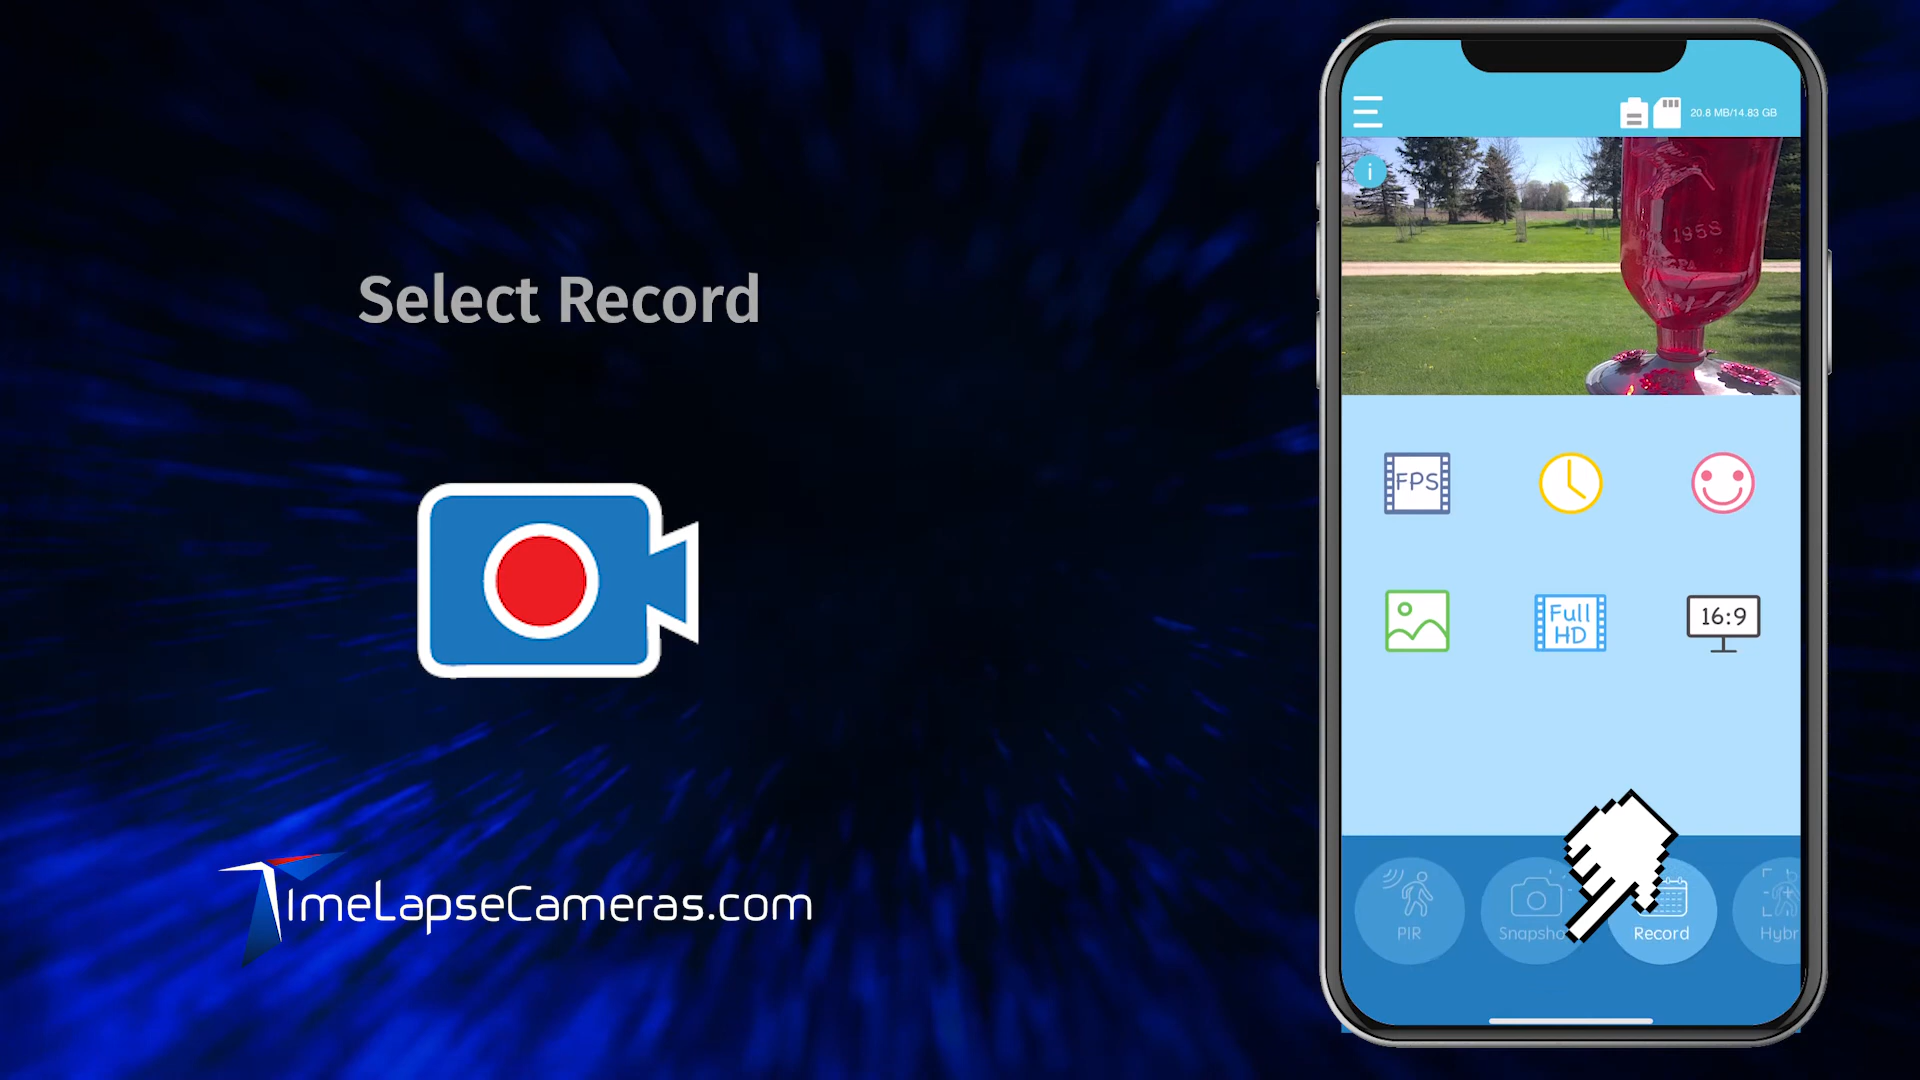 Select Record
TimeLapseCameras.com
20.8 MB/14.83 GB
i
1958
FPS
Full
HD
16:9
PIR
Snapsho
Record
Hybr